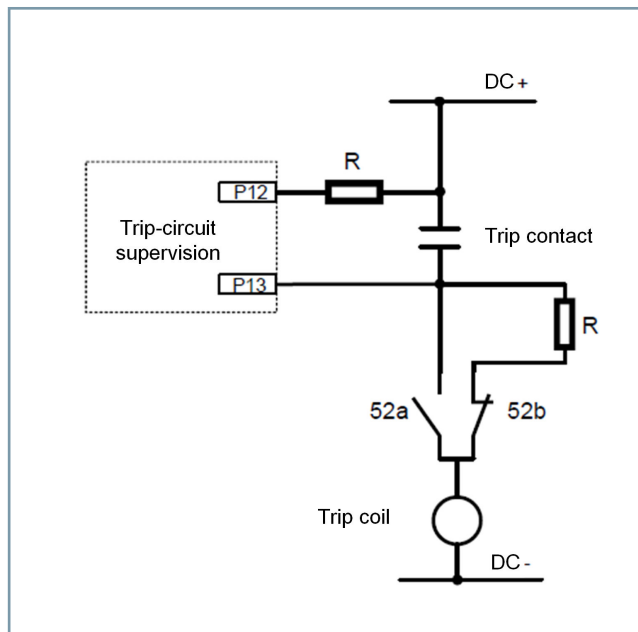 DC+
R
P12
Trip-circuit
supervision
Trip contact
P13
R
52a
52b
Trip coil
DC-